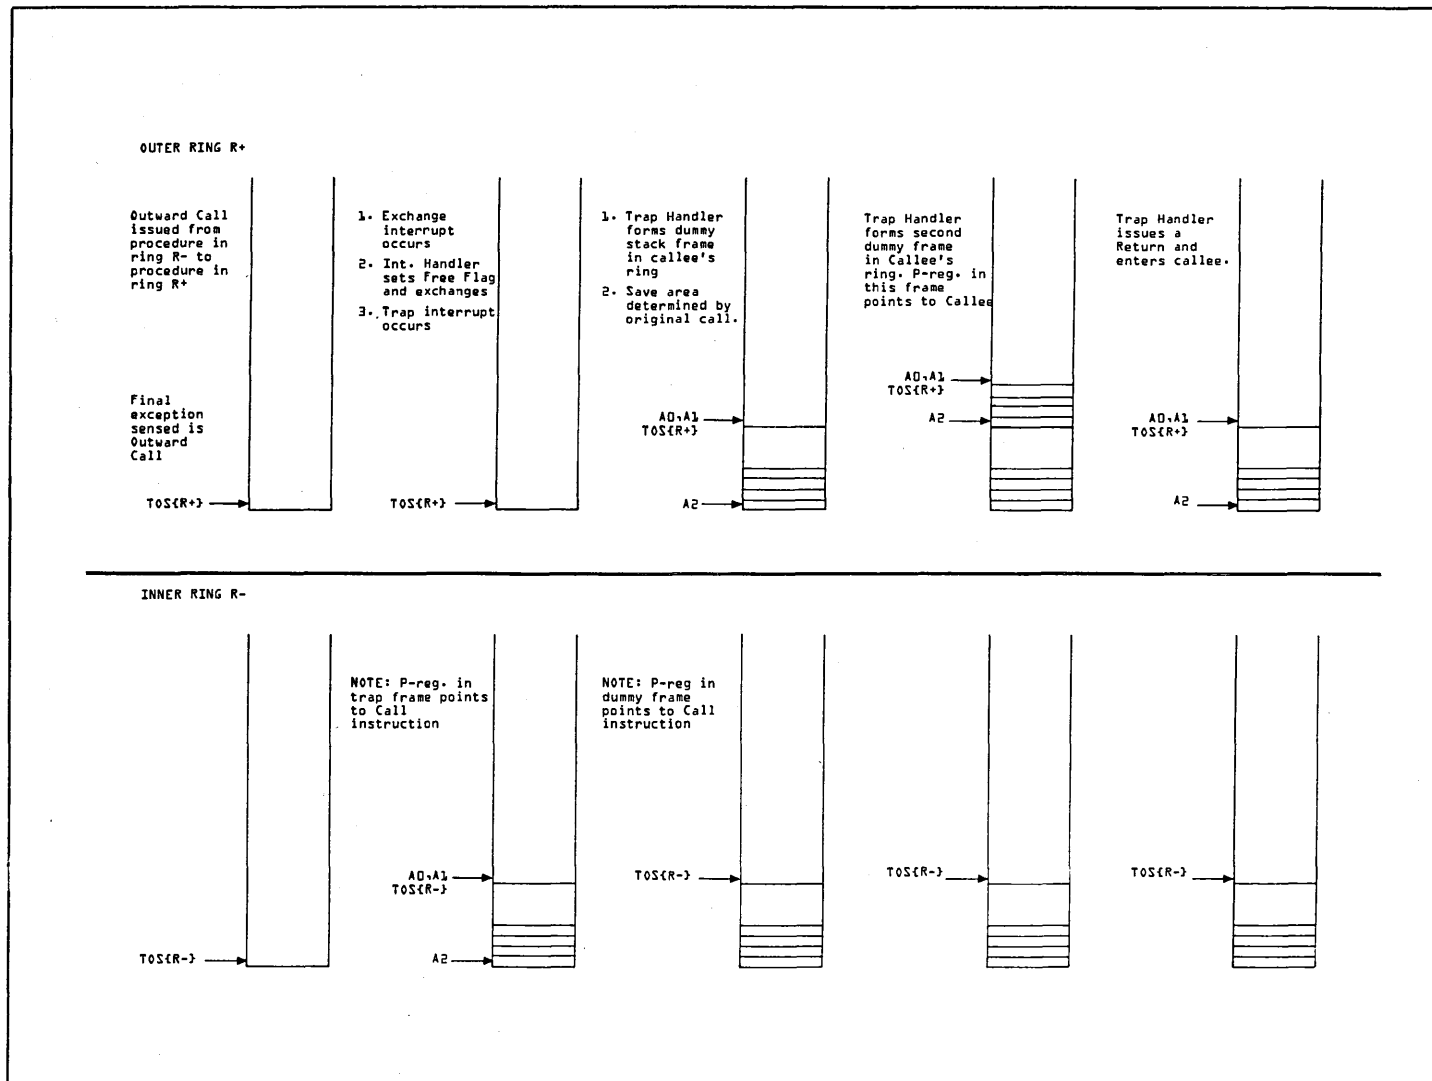 OUTER RING R+
Outward Call
issued from
procedure in
ring R- to
procedure in
ring R+
Final
exception
sensed is
Outward
Call
TOS{R+}
1. Exchange
interrupt
occurs
2. Int. Handler
sets Free Flag
and exchanges
3. Trap interrupt
occurs
TOS{R+}
1. Trap Handler
forms dummy
stack frame
in callee's
ring
2. Save area
determined by
original call.
A0,A1
TOS{R+}
A2
Trap Handler
forms second
dummy frame
in Callee's
ring. P-reg. in
this frame
points to Callee
A0,A1
TOS{R+}
A2
Trap Handler
issues a
Return and
enters callee.
A0,A1
TOS{R+}
A2
INNER RING R-
TOS{R-}
NOTE: P-reg. in
trap frame points
to Call
instruction
A0,A1
TOS{R-}
A2
NOTE: P-reg in
dummy frame
points to Call
instruction
TOS{R-}
TOS{R-}
TOS{R-}